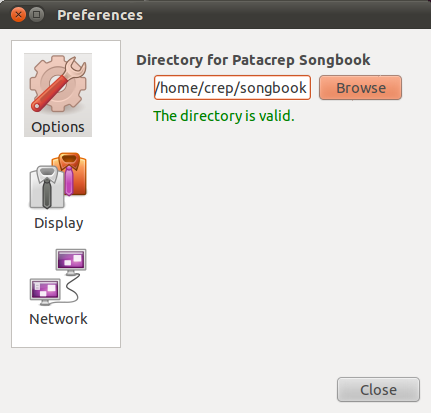 Preferences
Options
Display
Network
Directory for Patacrep Songbook
/home/crep/songbook
Browse
The directory is valid.
Close